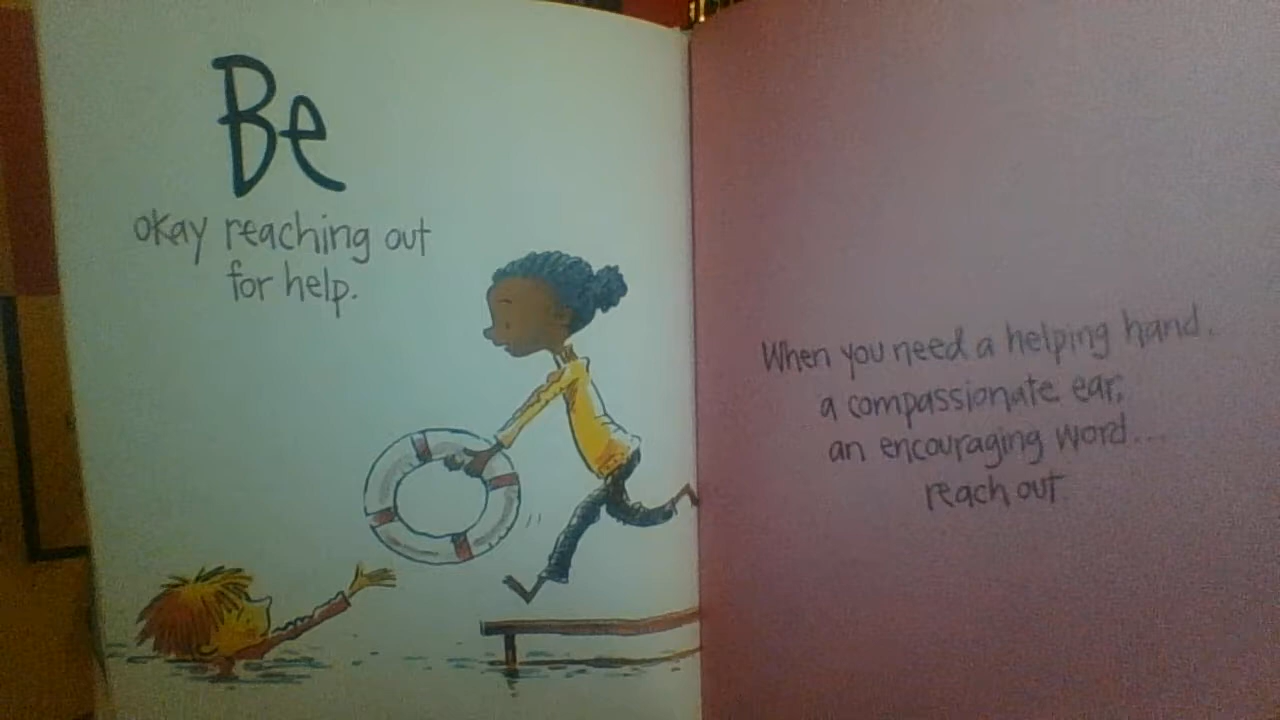 Be
okay reaching out
for help.
When you need a helping hand,
a compassionate ear,
an encouraging word...
reach out.